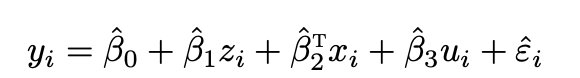 yᵢ = β̂₀ + β̂₁zᵢ + β̂₂ᵀxᵢ + β̂₃uᵢ + ε̂ᵢ